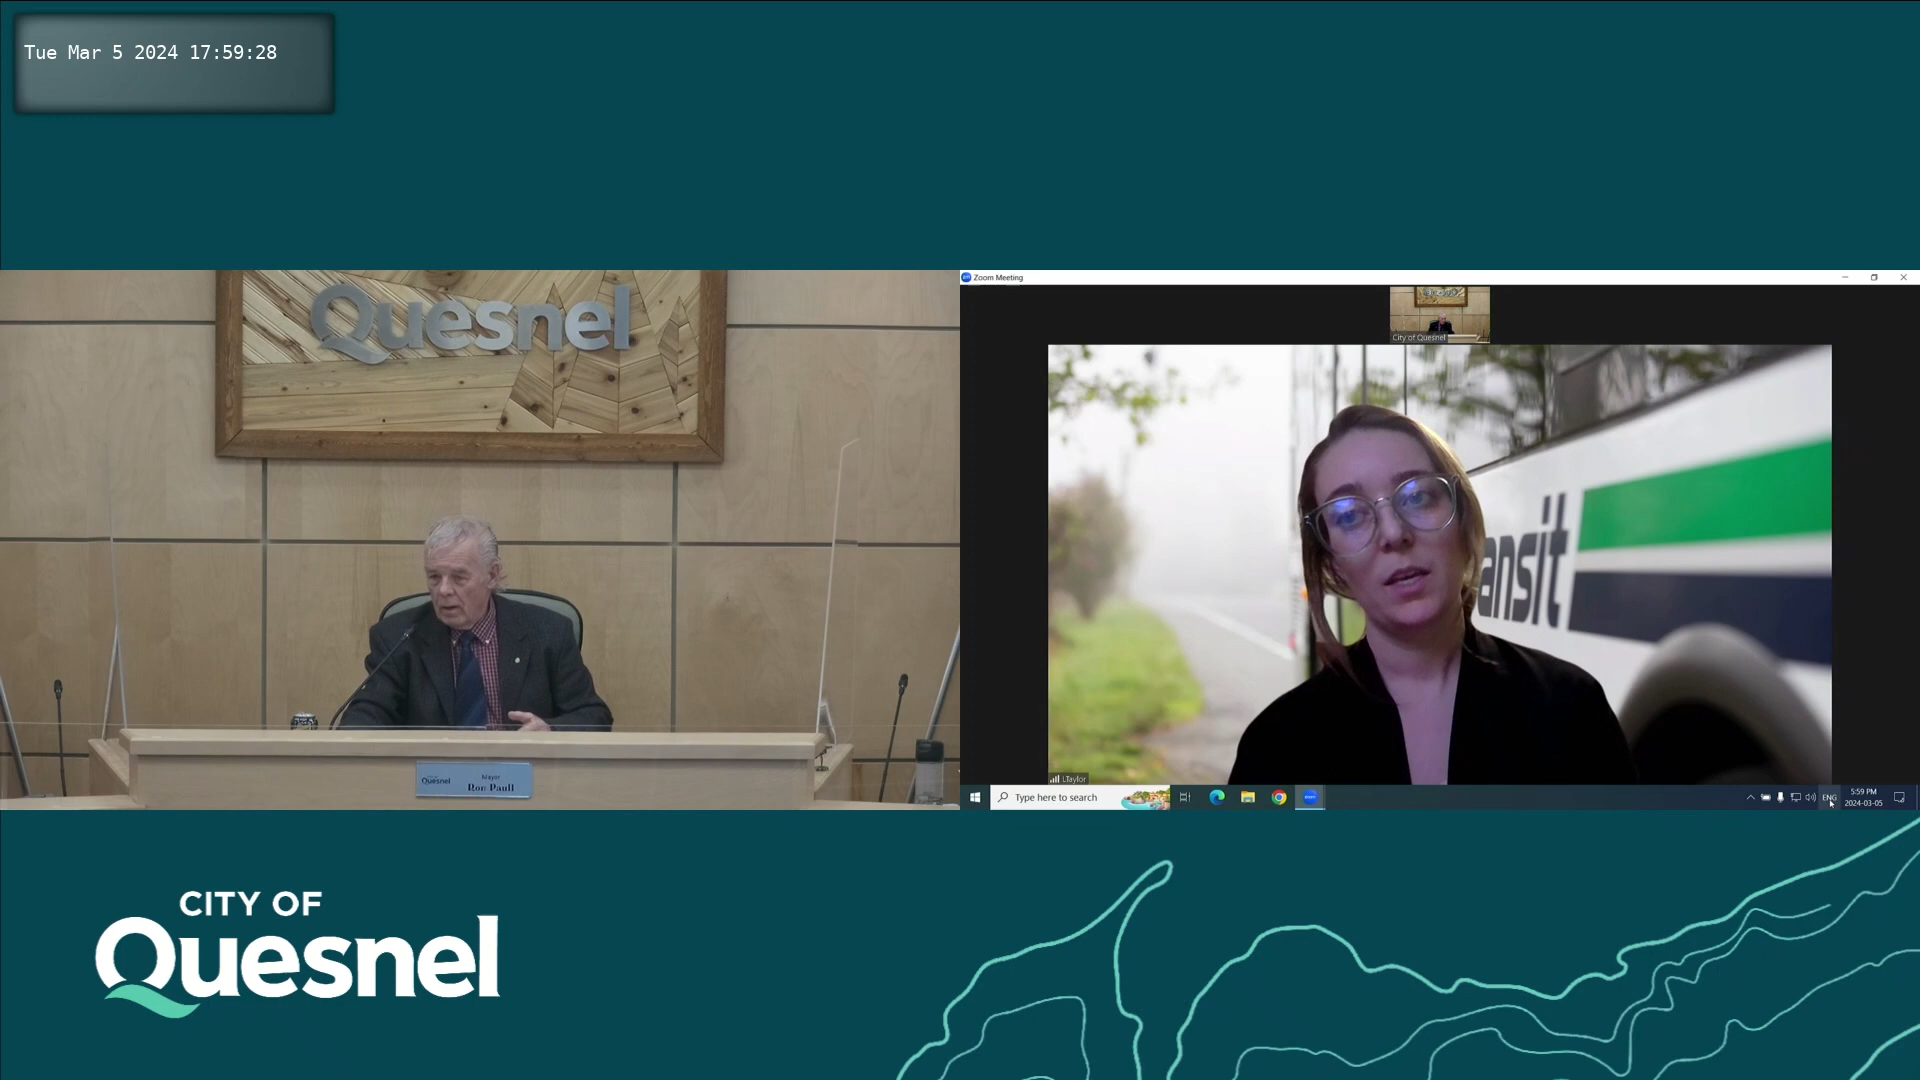 Tue Mar 5 2024 17:59:28
Quesnel
Quesnel
Mayor
Ron Paull
Zoom Meeting
City of Quesnel
ansit
LTaylor
Type here to search
ENG
5:59 PM
2024-03-05
CITY OF
Quesnel